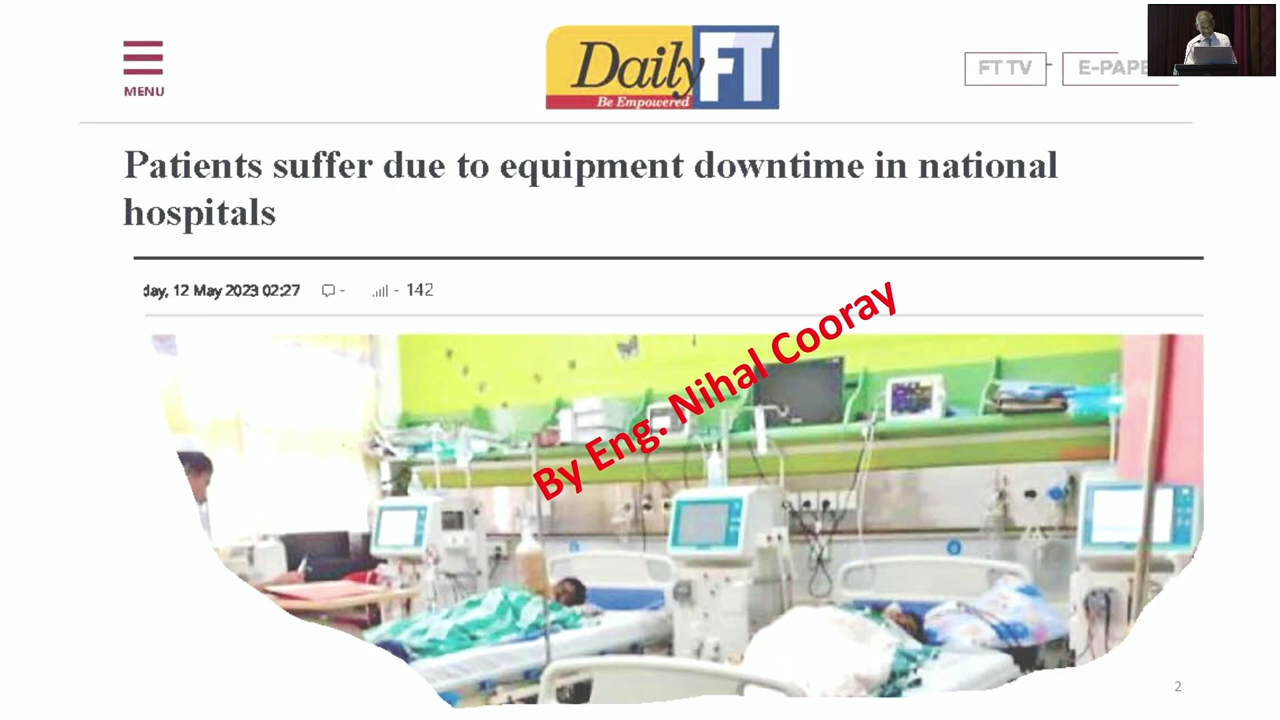 MENU
Daily FT
Be Empowered
FT TV
E-PAPE
Patients suffer due to equipment downtime in national
hospitals
day, 12 May 2023 02:27 - - 142
By Eng. Nihal Cooray
2